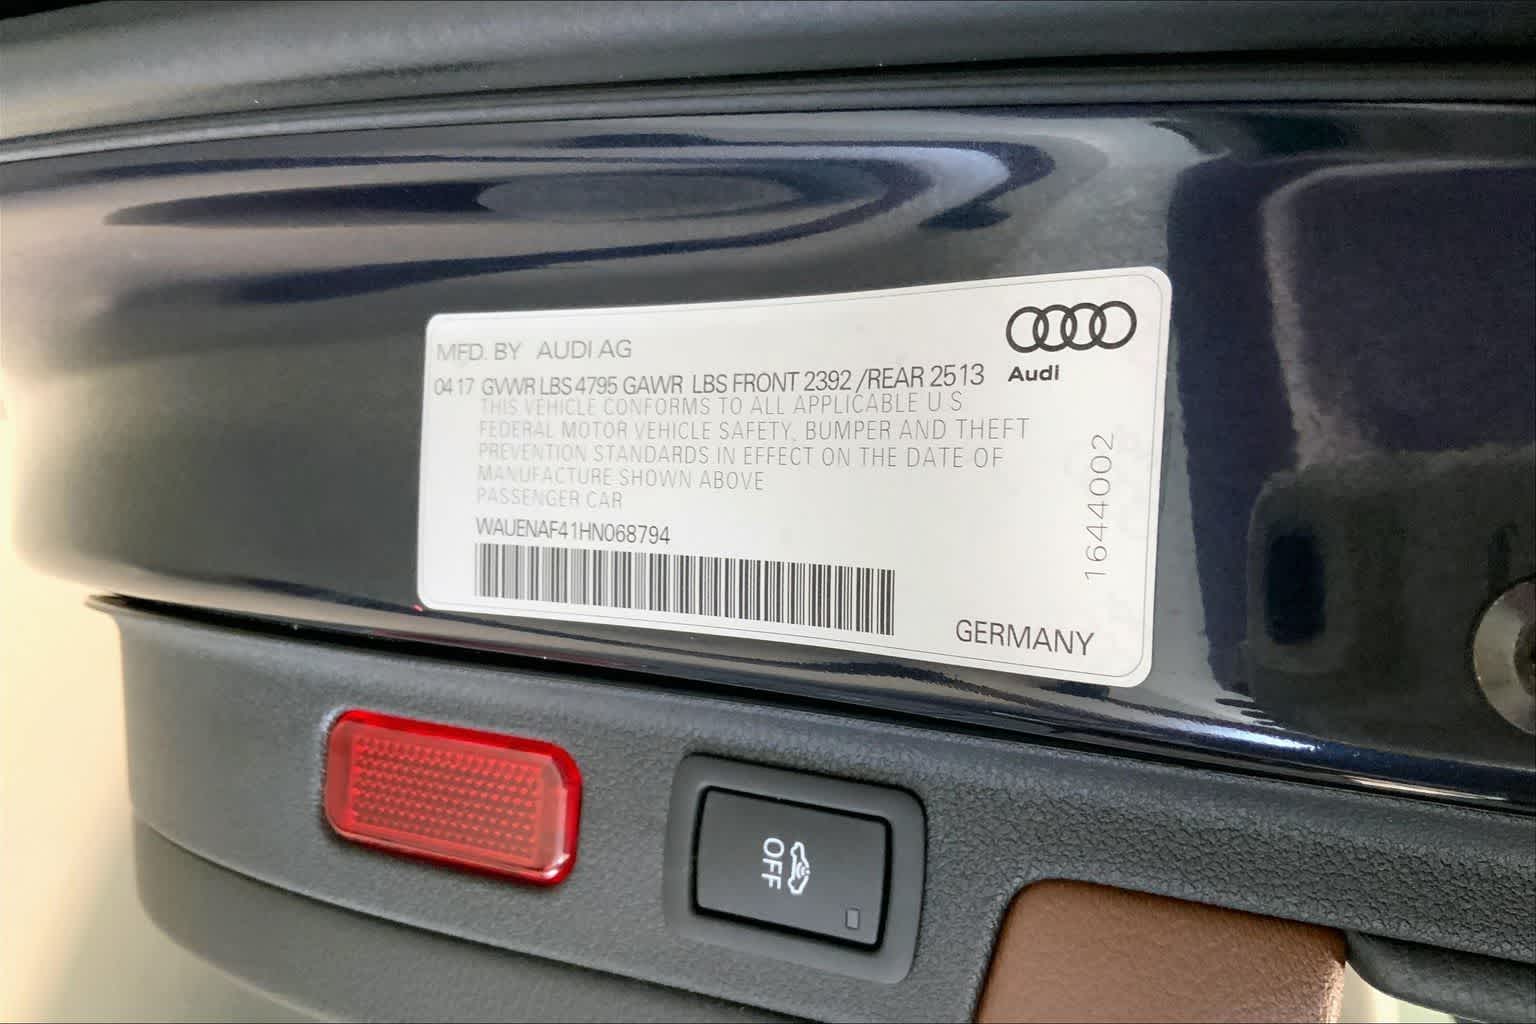 MFD. BY AUDI AG
04 17 GVWR LBS 4795 GAWR LBS FRONT 2392 /REAR 2513
Audi
THIS VEHICLE CONFORMS TO ALL APPLICABLE U S
FEDERAL MOTOR VEHICLE SAFETY, BUMPER AND THEFT
PREVENTION STANDARDS IN EFFECT ON THE DATE OF
MANUFACTURE SHOWN ABOVE
PASSENGER CAR
WAUENAF41HN068794
1644002
GERMANY
OFF